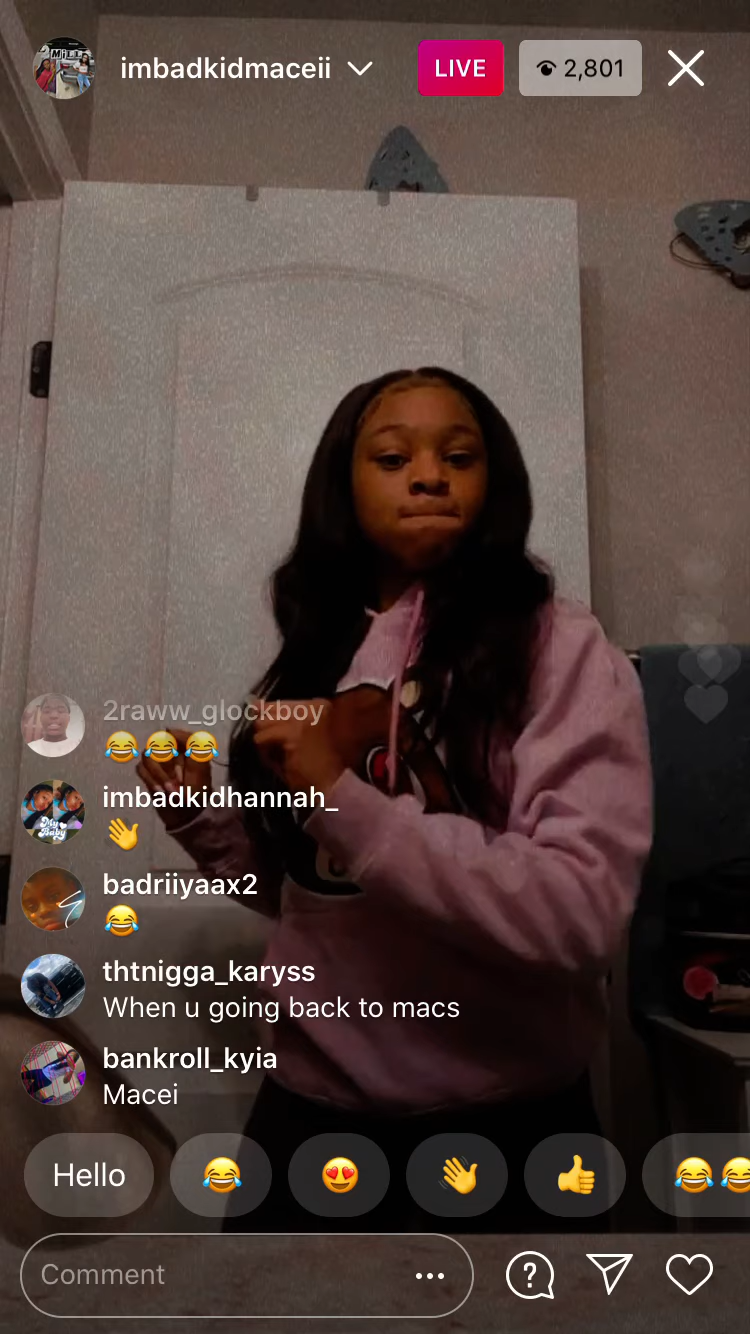 imbadkidmaceii
LIVE
2,801
2raww_glockboy
😂😂😂
imbadkidhannah_
👋
badriiyaax2
😂
thtnigga_karyss
When u going back to macs
bankroll_kyia
Macei
Hello 😂 😍 👋 👍 😂😂
Comment